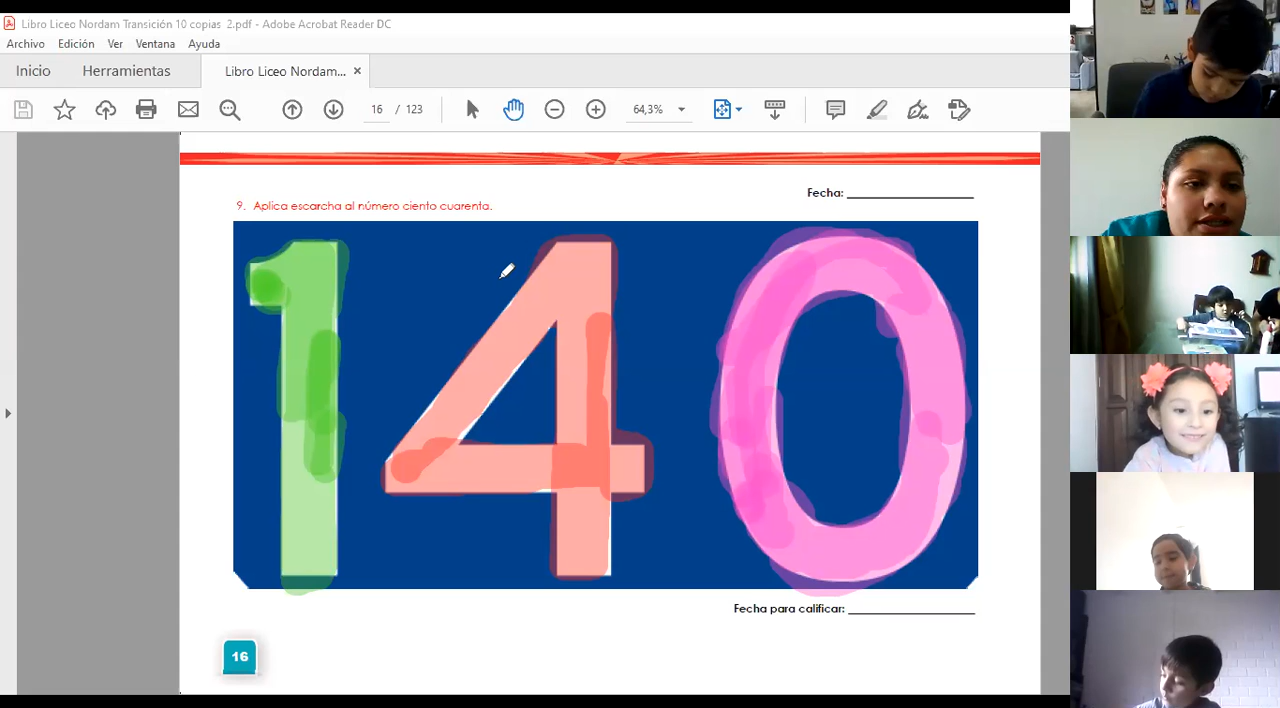 Libro Liceo Nordam Transición 10 copias 2.pdf - Adobe Acrobat Reader DC
Archivo Edición Ver Ventana Ayuda
Inicio Herramientas Libro Liceo Nordam... ×
16 / 123 64,3%
Fecha: ____________________
9. Aplica escarcha al número ciento cuarenta.
140
Fecha para calificar: ____________________
16